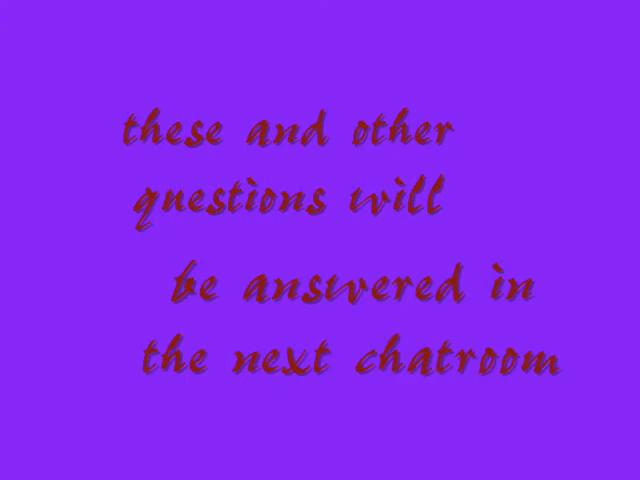 these and other
questions will
be answered in
the next chatroom